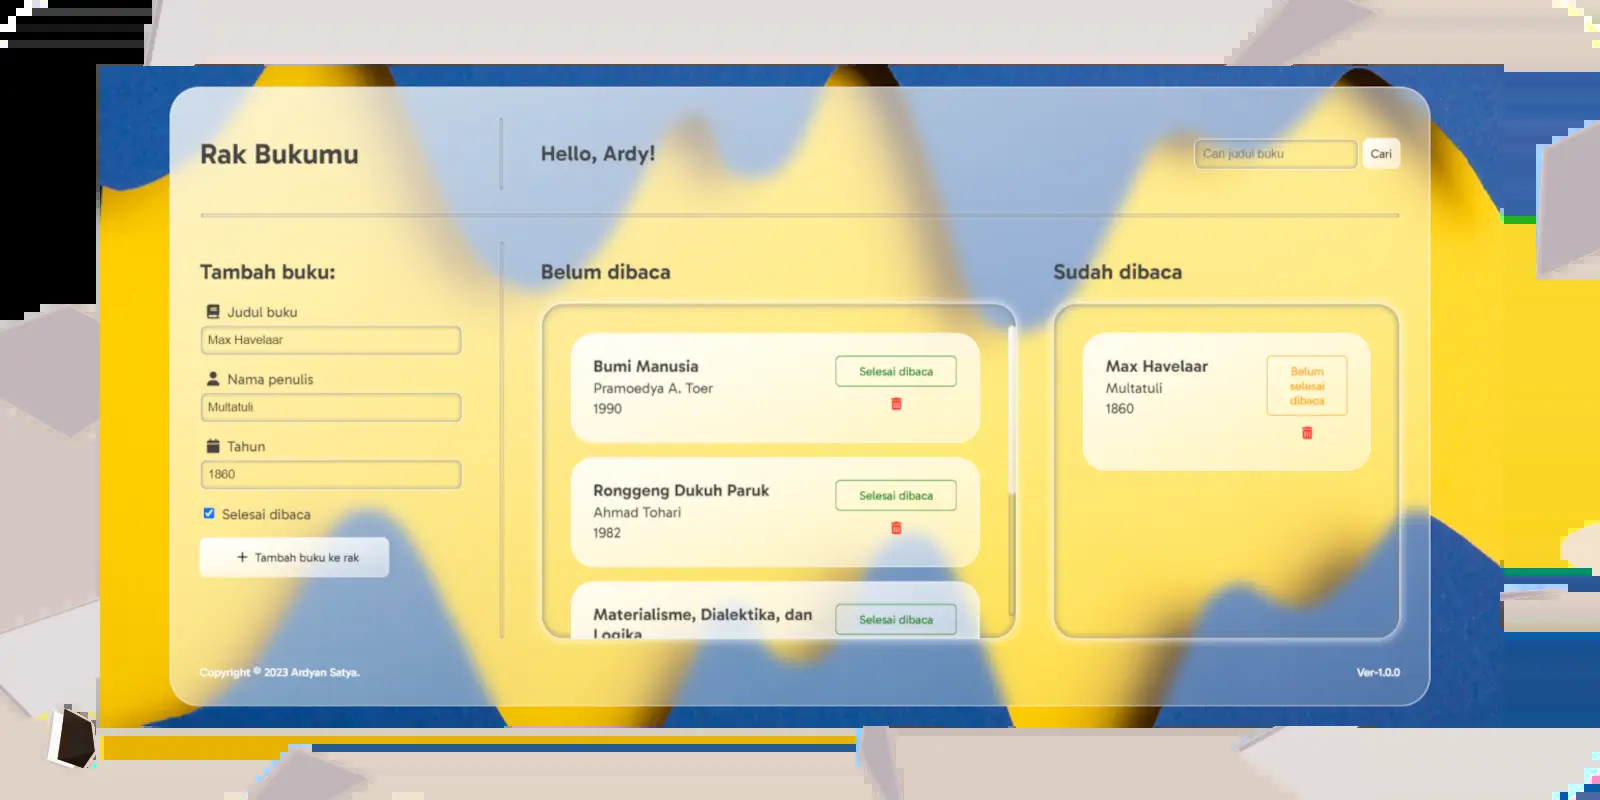 Rak Bukumu
Hello, Ardy!
Cari judul buku
Cari
Tambah buku:
Judul buku
Max Havelaar
Nama penulis
Multatuli
Tahun
1860
Selesai dibaca
+ Tambah buku ke rak
Belum dibaca
Bumi Manusia
Pramoedya A. Toer
1990
Selesai dibaca
Ronggeng Dukuh Paruk
Ahmad Tohari
1982
Selesai dibaca
Materialisme, Dialektika, dan
Logika
Selesai dibaca
Sudah dibaca
Max Havelaar
Multatuli
1860
Belum
selesai
dibaca
Copyright © 2023 Ardyan Satya.
Ver-1.0.0